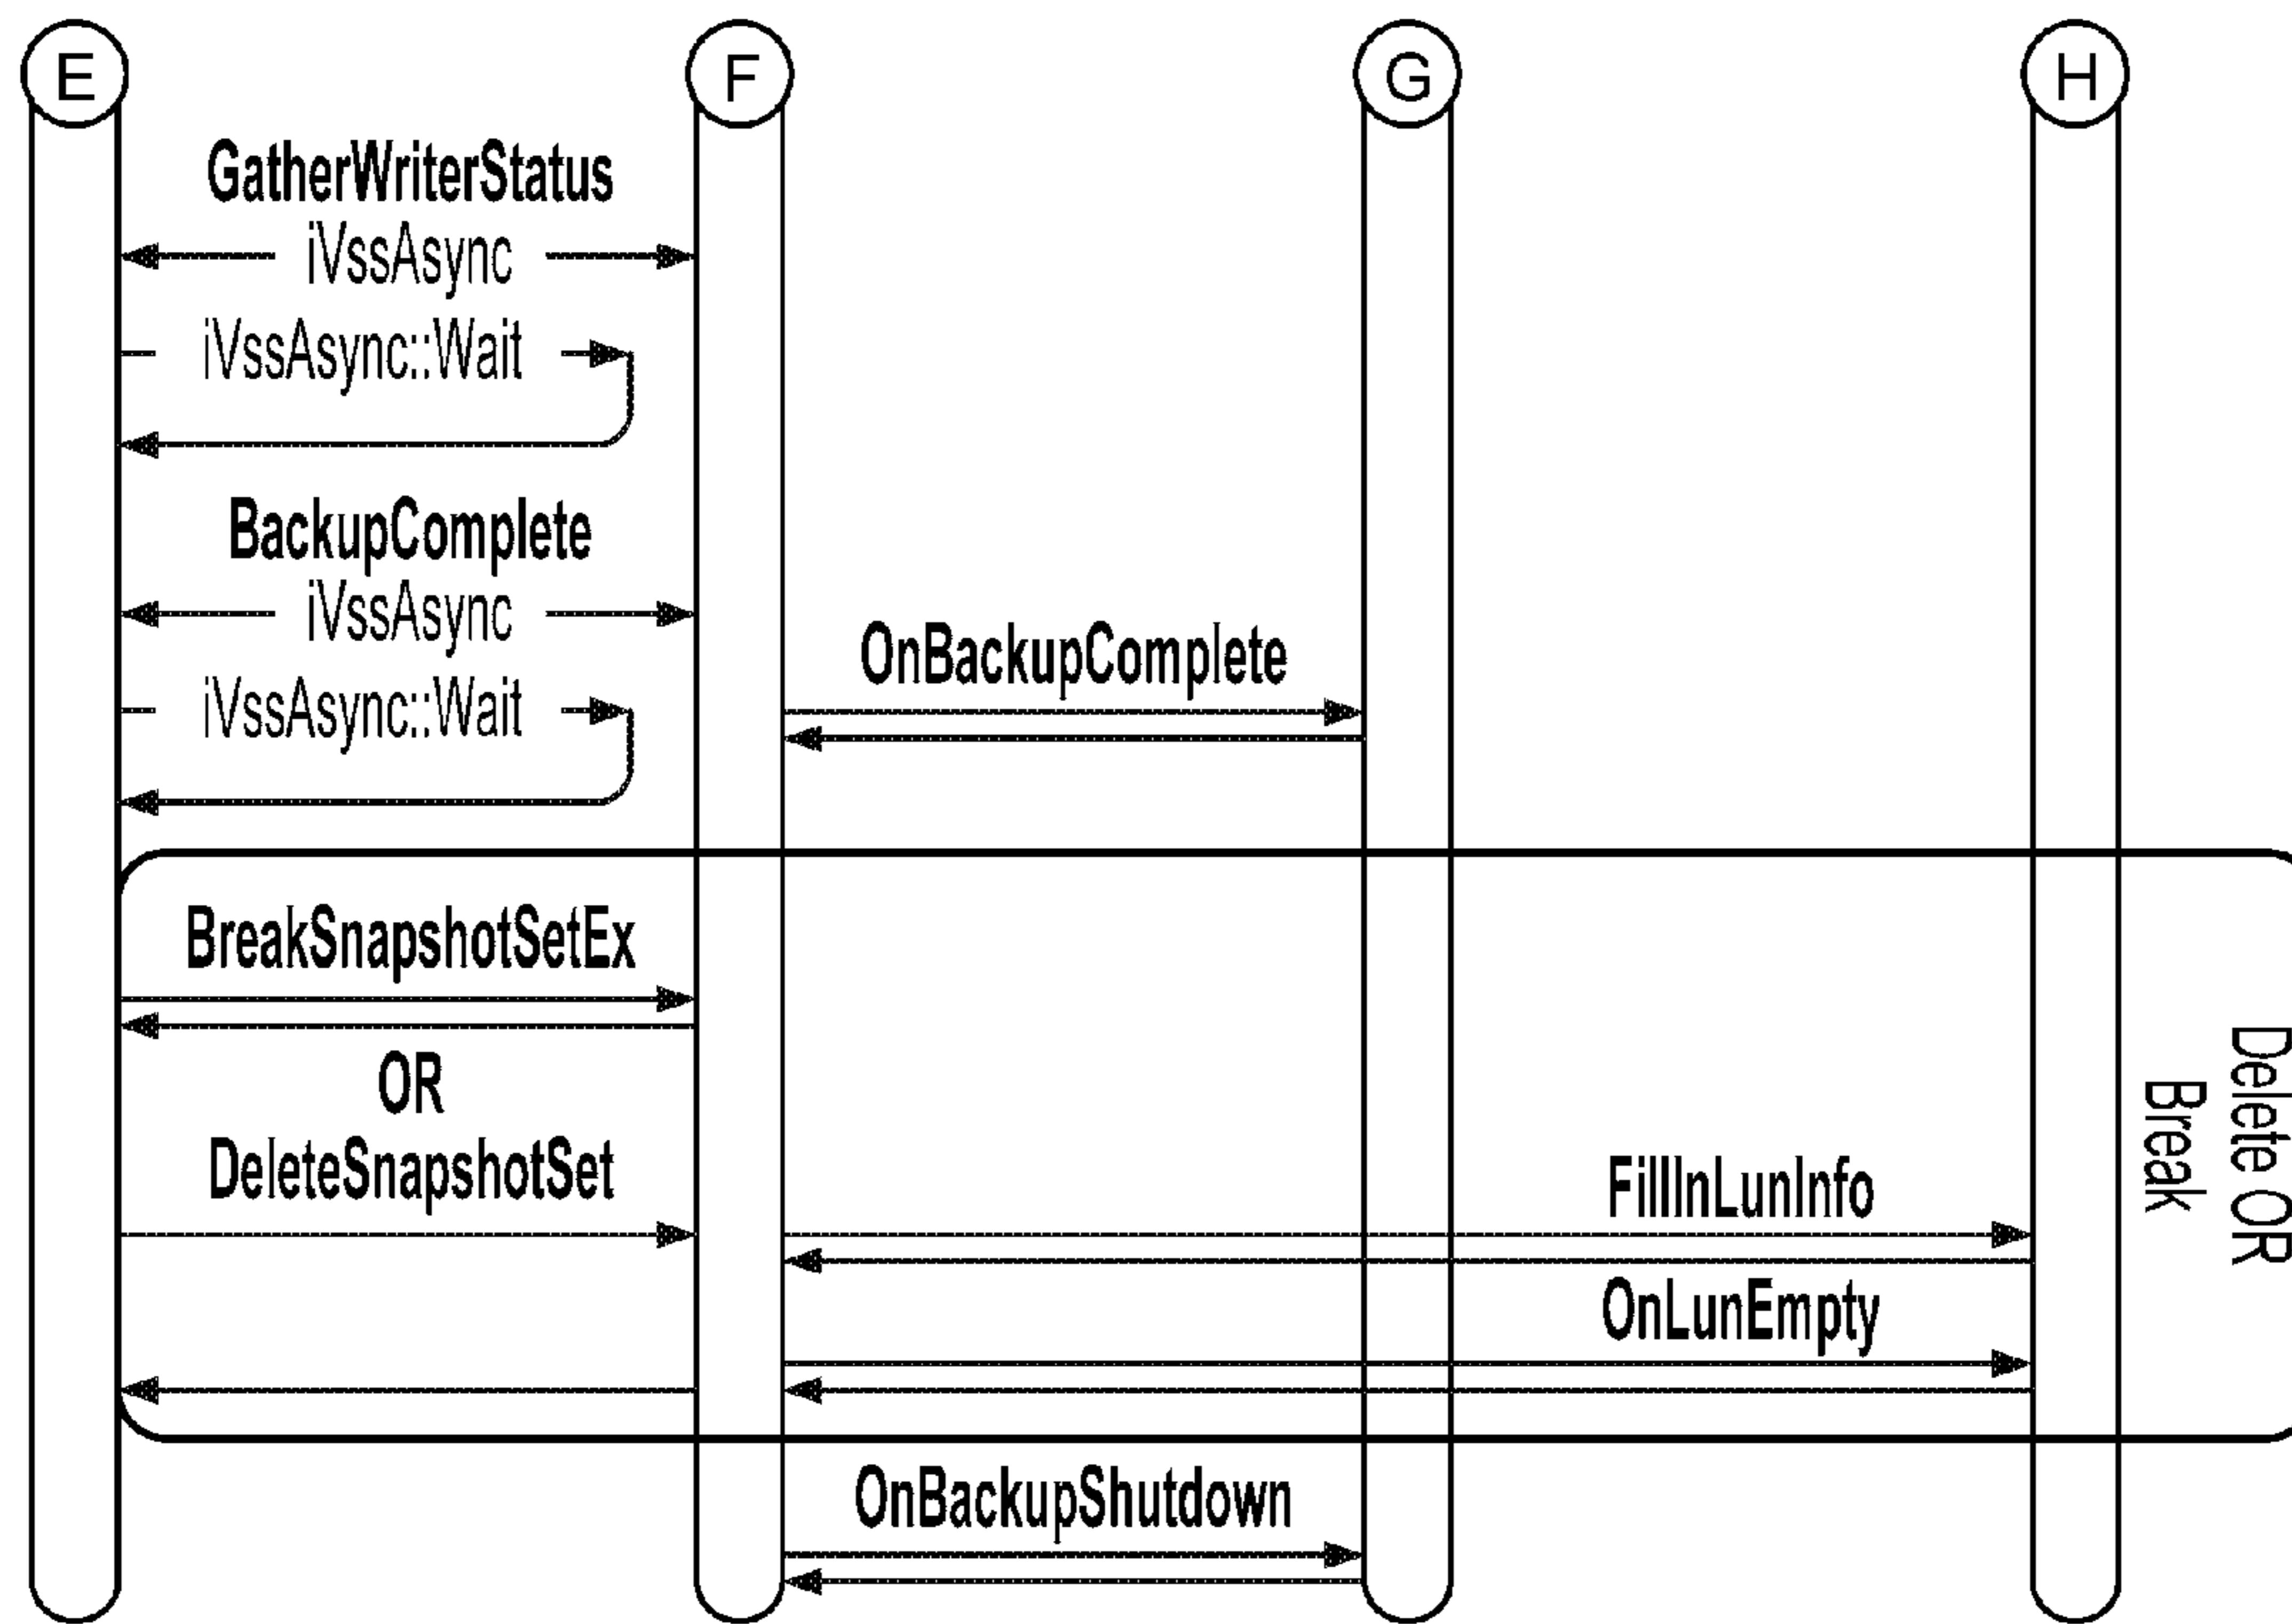 E
F
G
H
GatherWriterStatus
iVssAsync
iVssAsync::Wait
BackupComplete
iVssAsync
OnBackupComplete
iVssAsync::Wait
BreakSnapshotSetEx
OR
DeleteSnapshotSet
FillInLunInfo
OnLunEmpty
Delete OR
Break
OnBackupShutdown